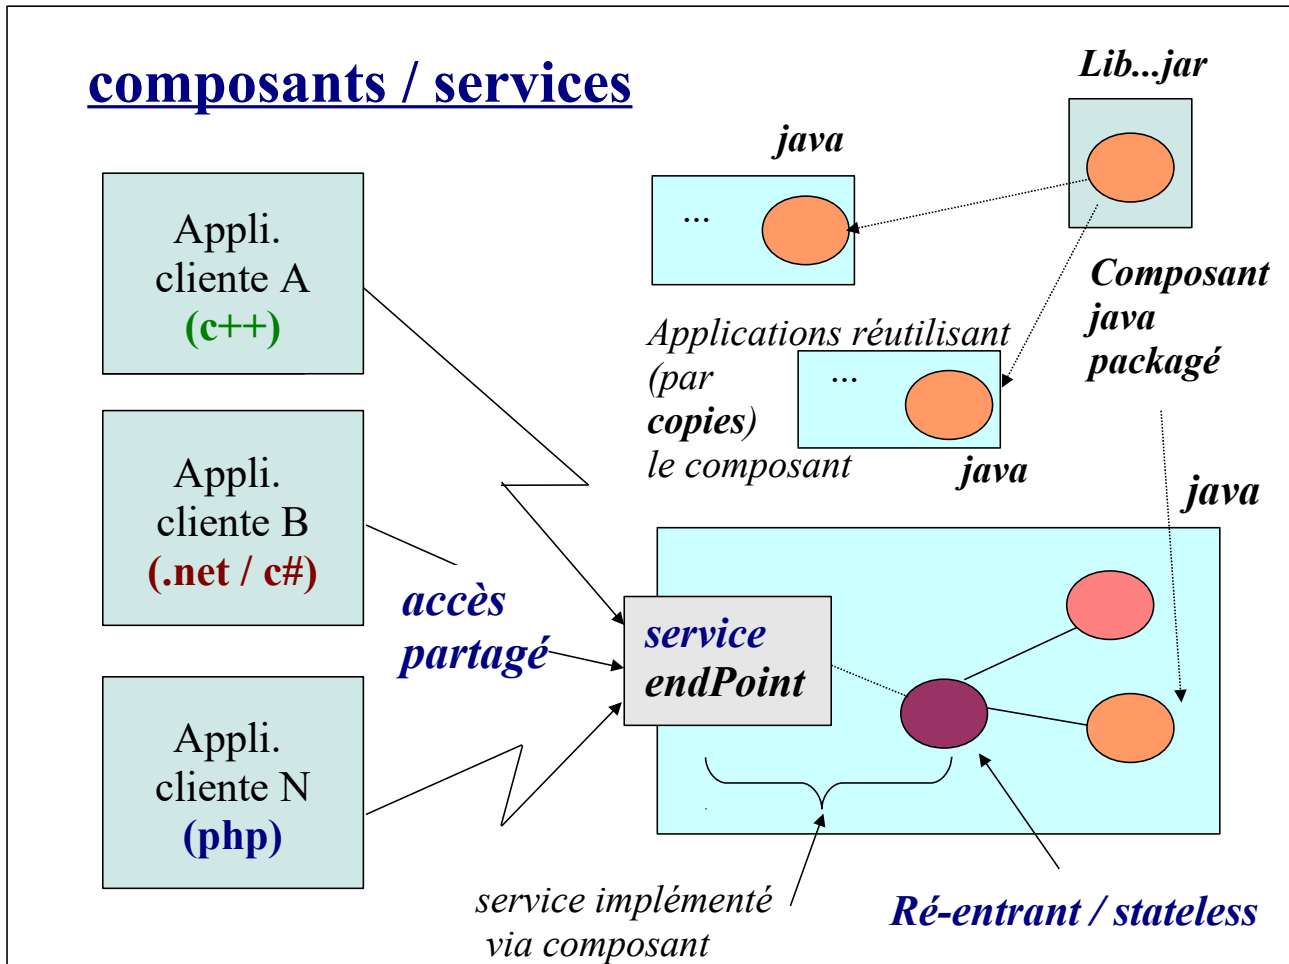 composants / services
Lib...jar
java
...
Appli.
cliente A
(c++)
Composant
java
packagé
Applications réutilisant
(par
copies)
le composant
...
java
java
Appli.
cliente B
(.net / c#)
accès
partagé
service
endPoint
Appli.
cliente N
(php)
service implémenté
via composant
Ré-entrant / stateless